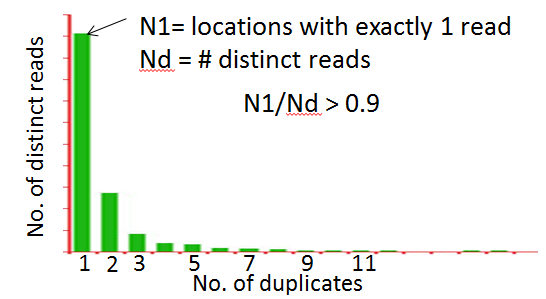 N1= locations with exactly 1 read
Nd = # distinct reads
N1/Nd > 0.9
No. of distinct reads
1 2 3 5 7 9 11
No. of duplicates